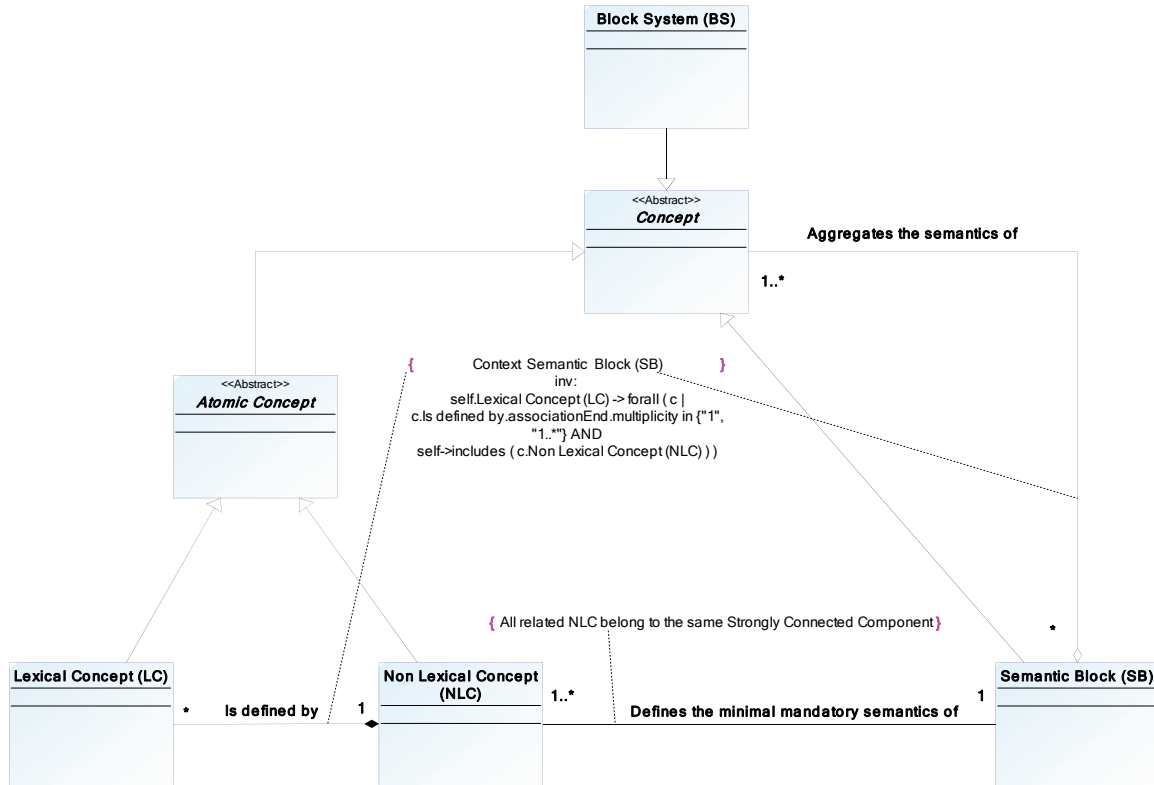 Block System (BS)
<<Abstract>>
Concept
Aggregates the semantics of
1..*
{ Context Semantic Block (SB) }
inv:
self.Lexical Concept (LC) -> forall ( c |
c.Is defined by.associationEnd.multiplicity in {"1",
"1..*"} AND
self->includes ( c.Non Lexical Concept (NLC) ) )
<<Abstract>>
Atomic Concept
{ All related NLC belong to the same Strongly Connected Component }
*
Lexical Concept (LC)
Non Lexical Concept
(NLC)
Semantic Block (SB)
*
Is defined by
1
1..*
Defines the minimal mandatory semantics of
1